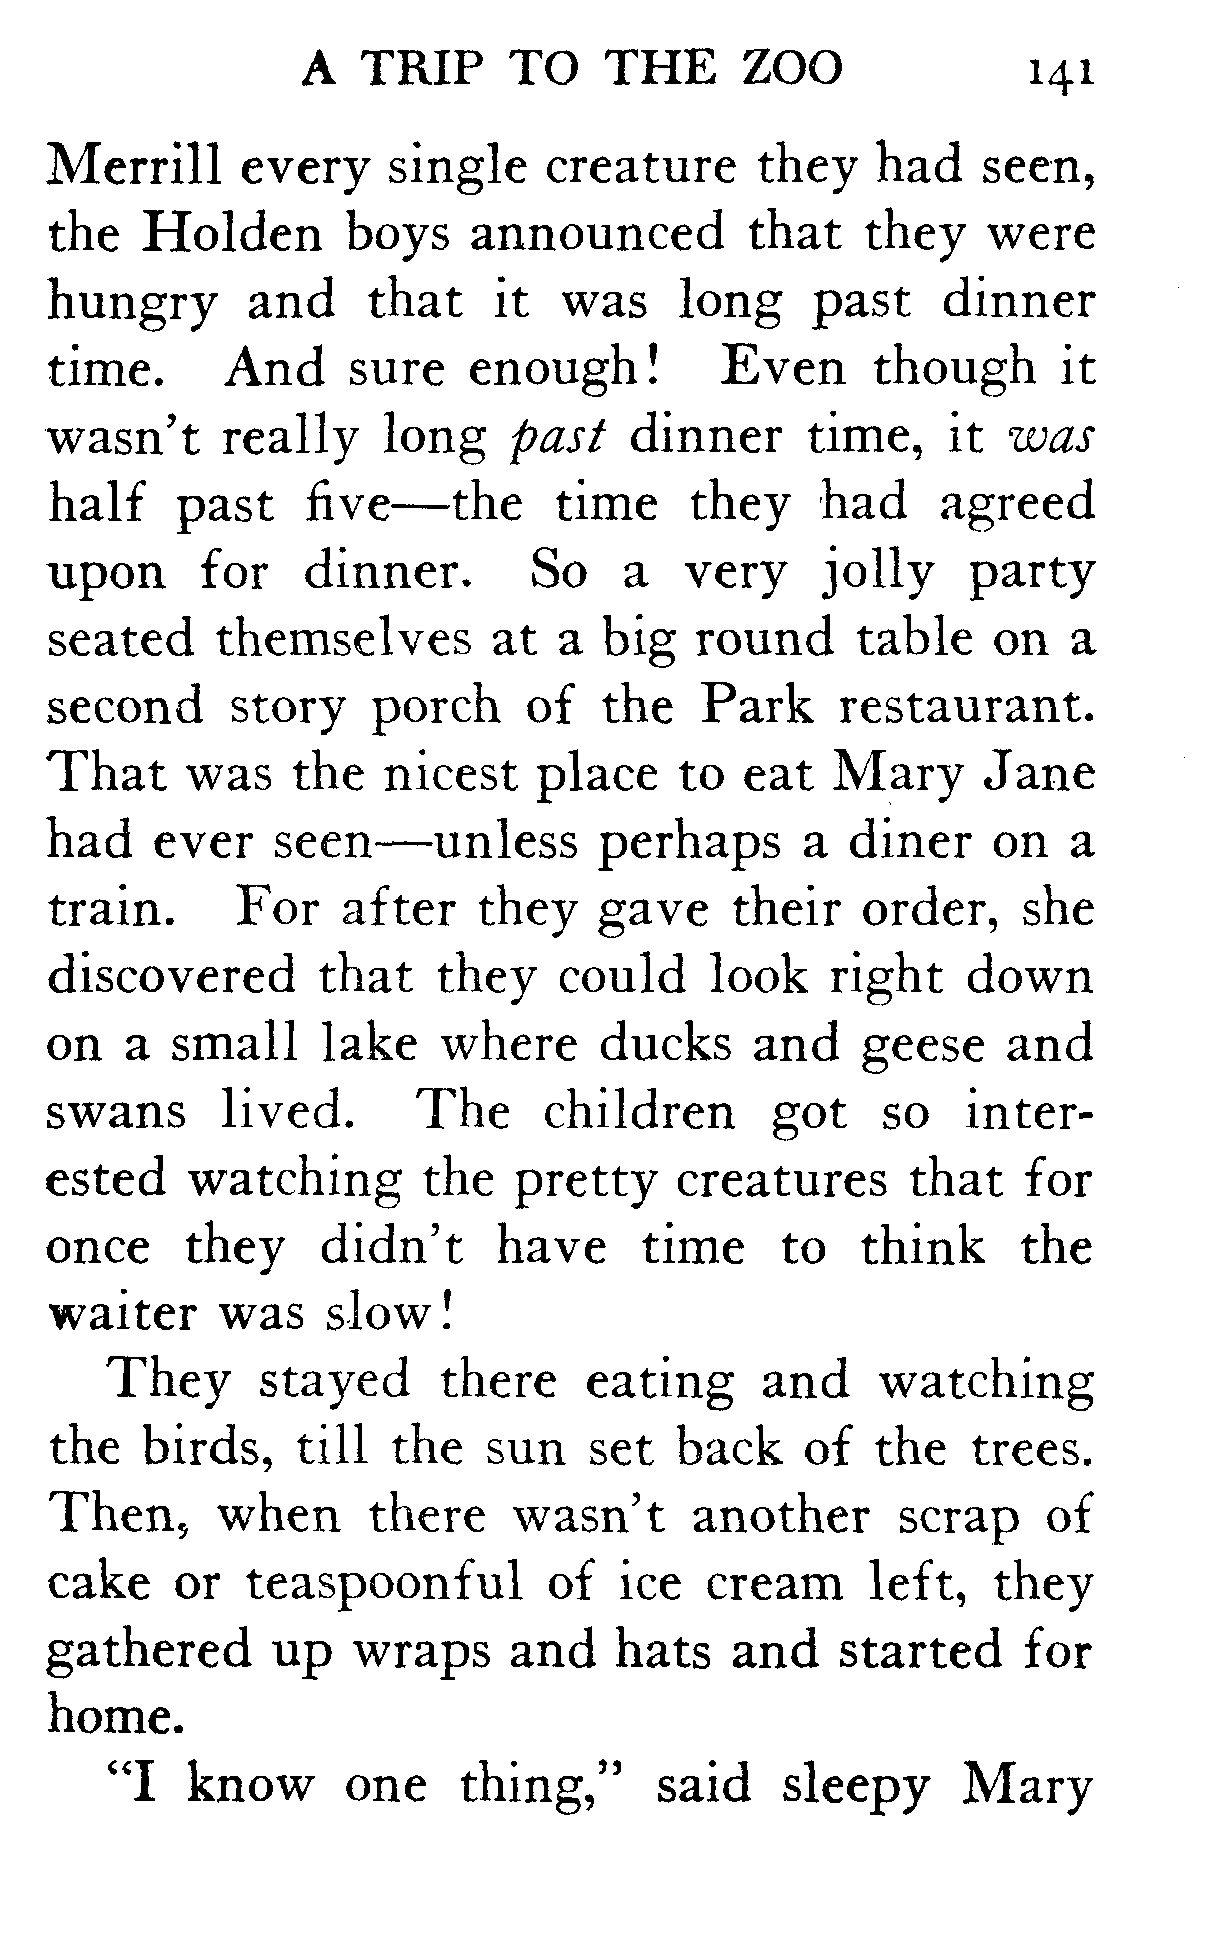 A TRIP TO THE ZOO 141
Merrill every single creature they had seen,
the Holden boys announced that they were
hungry and that it was long past dinner
time. And sure enough! Even though it
wasn't really long past dinner time, it was
half past five—the time they had agreed
upon for dinner. So a very jolly party
seated themselves at a big round table on a
second story porch of the Park restaurant.
That was the nicest place to eat Mary Jane
had ever seen—unless perhaps a diner on a
train. For after they gave their order, she
discovered that they could look right down
on a small lake where ducks and geese and
swans lived. The children got so inter-
ested watching the pretty creatures that for
once they didn't have time to think the
waiter was slow!
They stayed there eating and watching
the birds, till the sun set back of the trees.
Then, when there wasn't another scrap of
cake or teaspoonful of ice cream left, they
gathered up wraps and hats and started for
home.
"I know one thing," said sleepy Mary